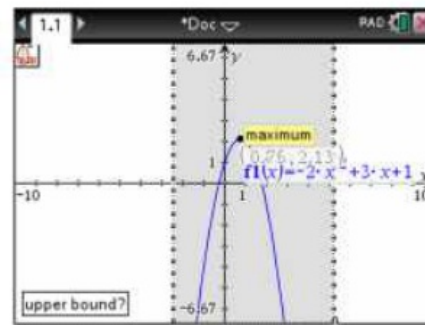 1.1 *Doc RAD
6.67 y
maximum
(0.75, 2.13)
f1(x)=-2·x²+3·x+1
1
x
-10 1 10
upper bound?
-6.67